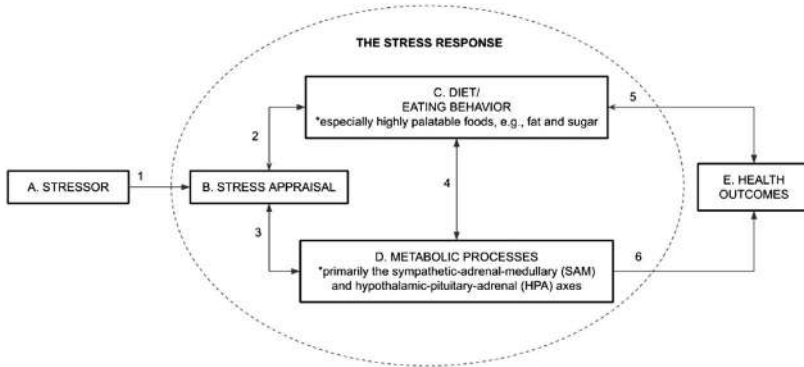 THE STRESS RESPONSE
C. DIET/
EATING BEHAVIOR
*especially highly palatable foods, e.g., fat and sugar
5
2
A. STRESSOR
1
B. STRESS APPRAISAL
4
E. HEALTH
OUTCOMES
3
D. METABOLIC PROCESSES
*primarily the sympathetic-adrenal-medullary (SAM)
and hypothalamic-pituitary-adrenal (HPA) axes
6